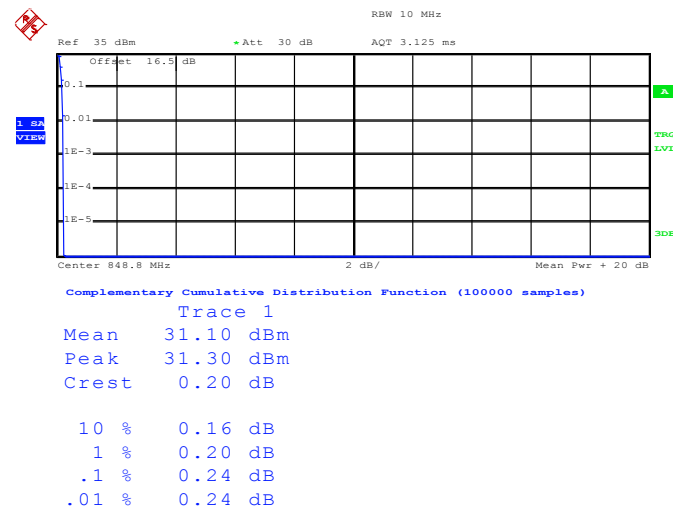 R S
RBW 10 MHz
Ref 35 dBm *Att 30 dB AQT 3.125 ms
Offset 16.5 dB
0.1
A
0.01
1 SA
VIEW
TRG
1E-3
LVL
1E-4
1E-5
3DB
Center 848.8 MHz 2 dB/ Mean Pwr + 20 dB
Complementary Cumulative Distribution Function (100000 samples)
Trace 1
Mean 31.10 dBm
Peak 31.30 dBm
Crest 0.20 dB
10 % 0.16 dB
1 % 0.20 dB
.1 % 0.24 dB
.01 % 0.24 dB